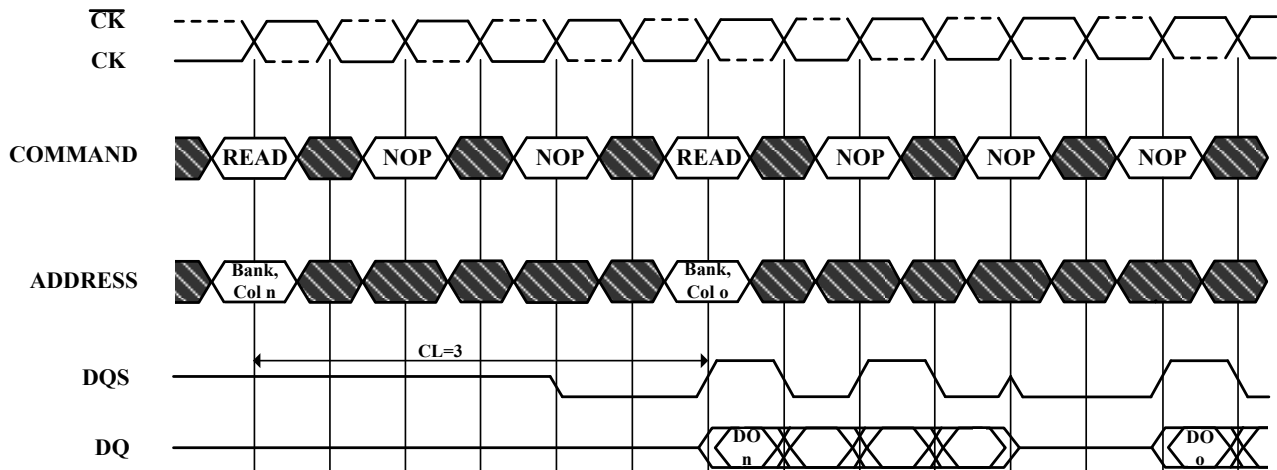 CK
CK
COMMAND READ NOP NOP READ NOP NOP NOP
ADDRESS Bank, Col n Bank, Col o
CL=3
DQS
DQ DO n DO o